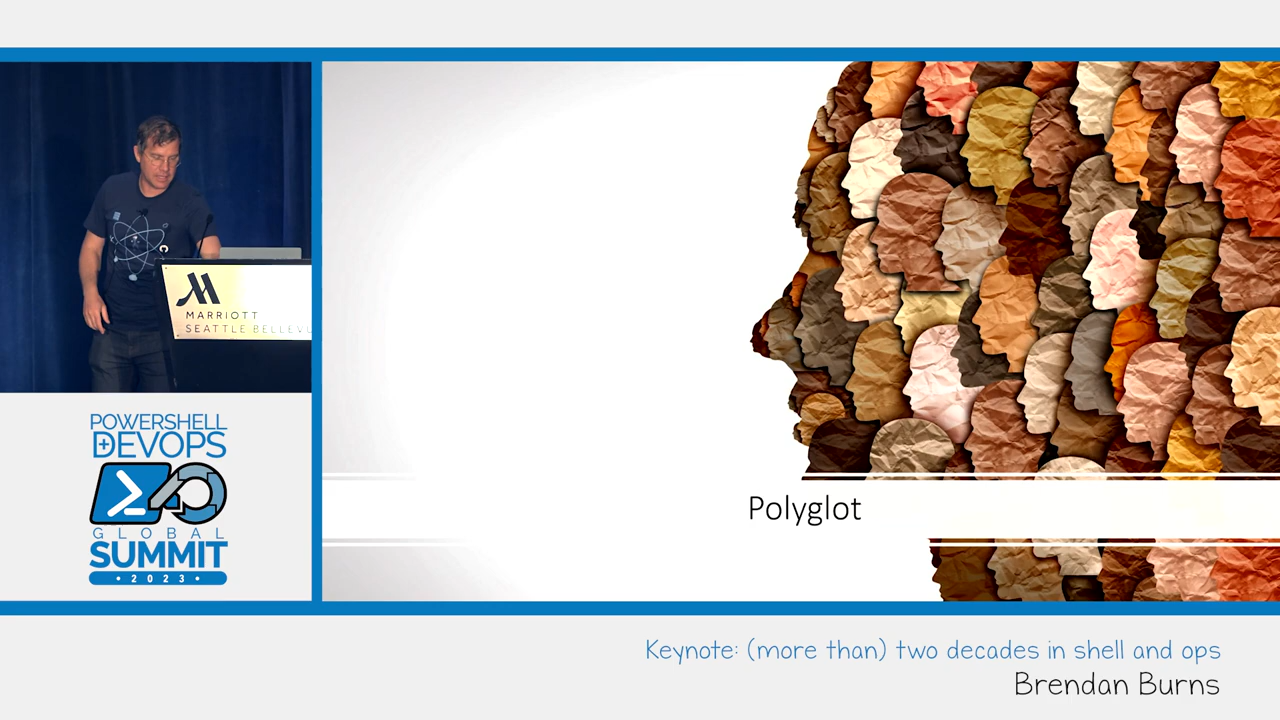 MARRIOTT
SEATTLE BELLEVU
POWERSHELL
+DEVOPS
GLOBAL
SUMMIT
• 2023 •
Polyglot
Keynote: (more than) two decades in shell and ops
Brendan Burns